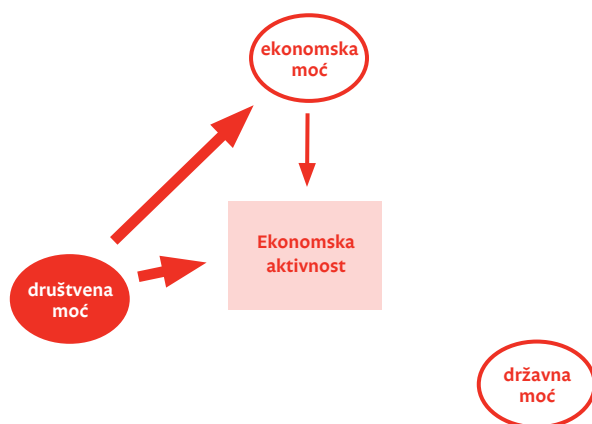 ekonomska
moć
Ekonomska
aktivnost
društvena
moć
državna
moć